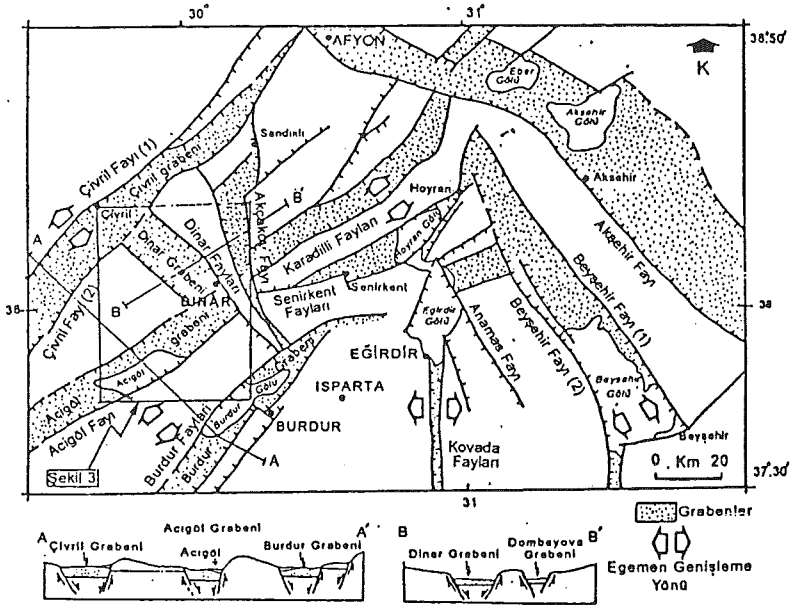 30°
31°
38°50'
AFYON
Eber
Gölü
K
Akşehir
Gölü
Sandıklı
Akşehir
Çivril Fayı (1)
Çivril grabeni
B'
Hoyran
A
Çivril
Akçaköy Fayı
Hoyran Gölü
Akşehir Fayı
Dinar Grabeni
Dinar Fayları
Karadilli Fayları
38
DİNAR
Senirkent
Senirkent
Fayları
38
B
Çivril Fayı (2)
grabeni
Eğirdir
Gölü
Beyşehir Fayı (1)
Anamas Fayı
Beyşehir Fayı (2)
EĞİRDİR
Acıgöl
Grabeni
Gölü
ISPARTA
Beyşehir
Gölü
Acıgöl
Burdur
BURDUR
Acıgöl Fayı
Burdur Fayları
Burdur
A
Kovada
Fayları
Beyşehir
0 Km 20
Şekil 3
31
37°30'
Grabenler
Egemen Genişleme
Yönü
A
Çivril Grabeni
Acıgöl Grabeni
Acıgöl
Burdur Grabeni
A'
B
Dinar Grabeni
Dombayova
Grabeni
B'